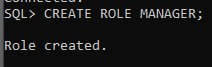 SQL> CREATE ROLE MANAGER;
Role created.